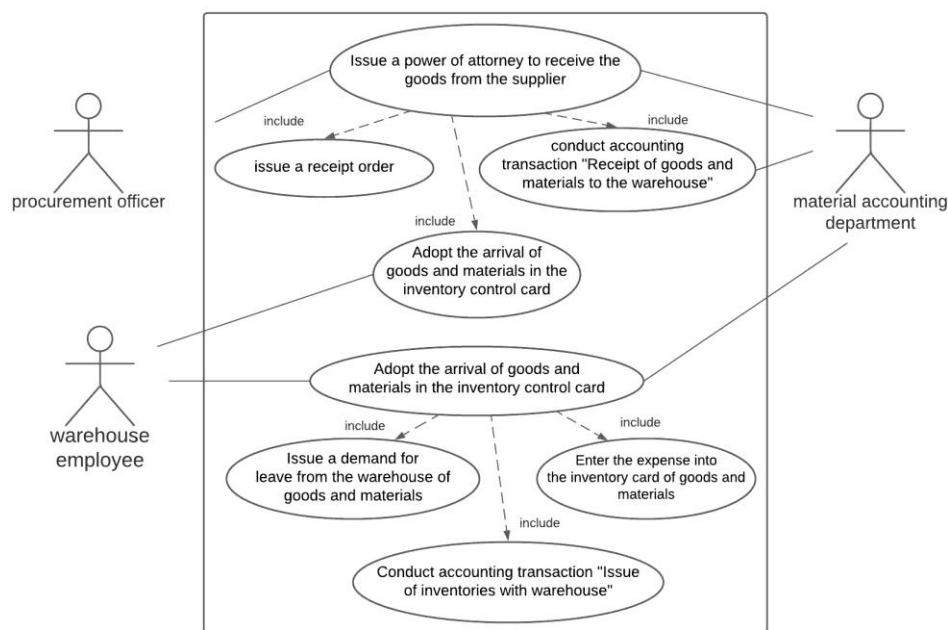 Issue a power of attorney to receive the
goods from the supplier
include
include
issue a receipt order
conduct accounting
transaction "Receipt of goods and
materials to the warehouse"
procurement officer
material accounting
department
include
Adopt the arrival of
goods and materials in the
inventory control card
Adopt the arrival of goods and
materials in the inventory control card
warehouse
employee
include
include
Issue a demand for
leave from the warehouse of
goods and materials
Enter the expense into
the inventory card of goods and
materials
include
Conduct accounting transaction "Issue
of inventories with warehouse"